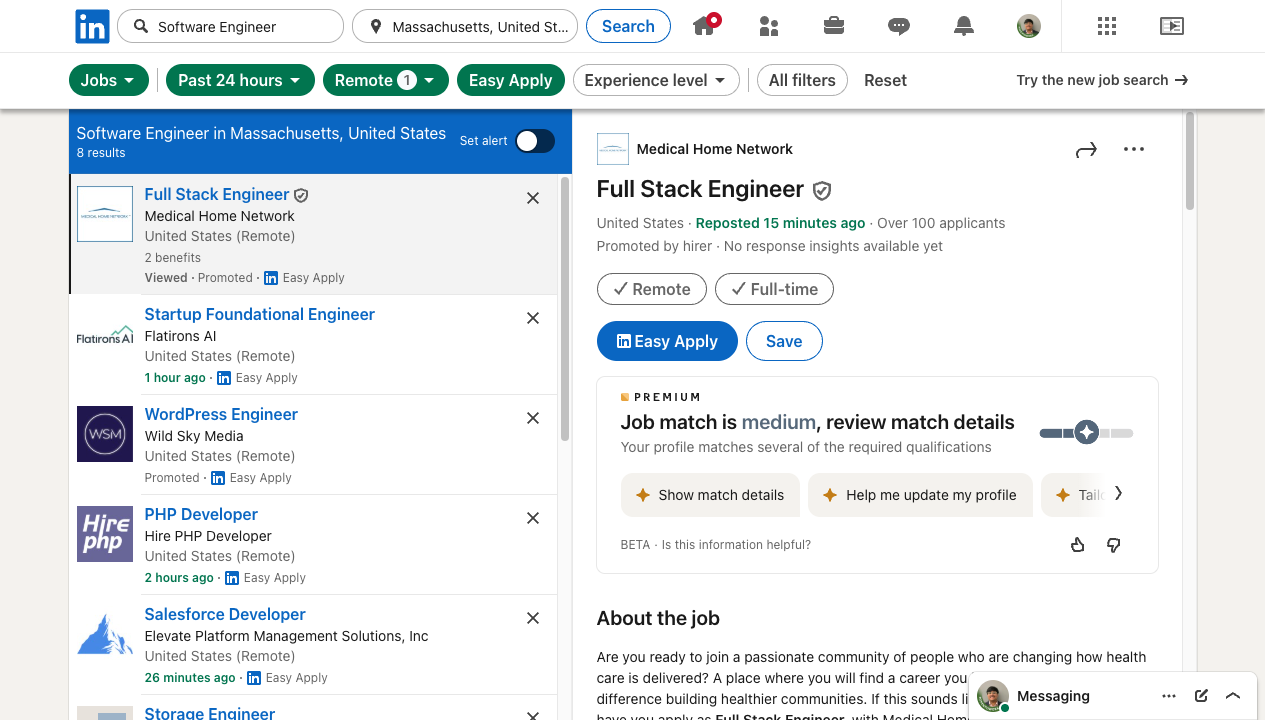 Software Engineer
Massachusetts, United St...
Search
Jobs
Past 24 hours
Remote 1
Easy Apply
Experience level
All filters
Reset
Try the new job search
Software Engineer in Massachusetts, United States
8 results
Set alert
Full Stack Engineer
Medical Home Network
United States (Remote)
2 benefits
Viewed · Promoted · in Easy Apply
Startup Foundational Engineer
Flatirons AI
Flatirons AI
United States (Remote)
1 hour ago · in Easy Apply
WordPress Engineer
WSM
Wild Sky Media
United States (Remote)
Promoted · in Easy Apply
PHP Developer
Hire
php
Hire PHP Developer
United States (Remote)
2 hours ago · in Easy Apply
Salesforce Developer
Elevate Platform Management Solutions, Inc
United States (Remote)
26 minutes ago · in Easy Apply
Storage Engineer
Medical Home Network
Full Stack Engineer
United States · Reposted 15 minutes ago · Over 100 applicants
Promoted by hirer · No response insights available yet
Remote
Full-time
in Easy Apply
Save
PREMIUM
Job match is medium, review match details
Your profile matches several of the required qualifications
Show match details
Help me update my profile
BETA · Is this information helpful?
About the job
Are you ready to join a passionate community of people who are changing how health
care is delivered? A place where you will find a career you
difference building healthier communities. If this sounds li
have you apply as Full Stack Engineer, with Medical Hom
Messaging